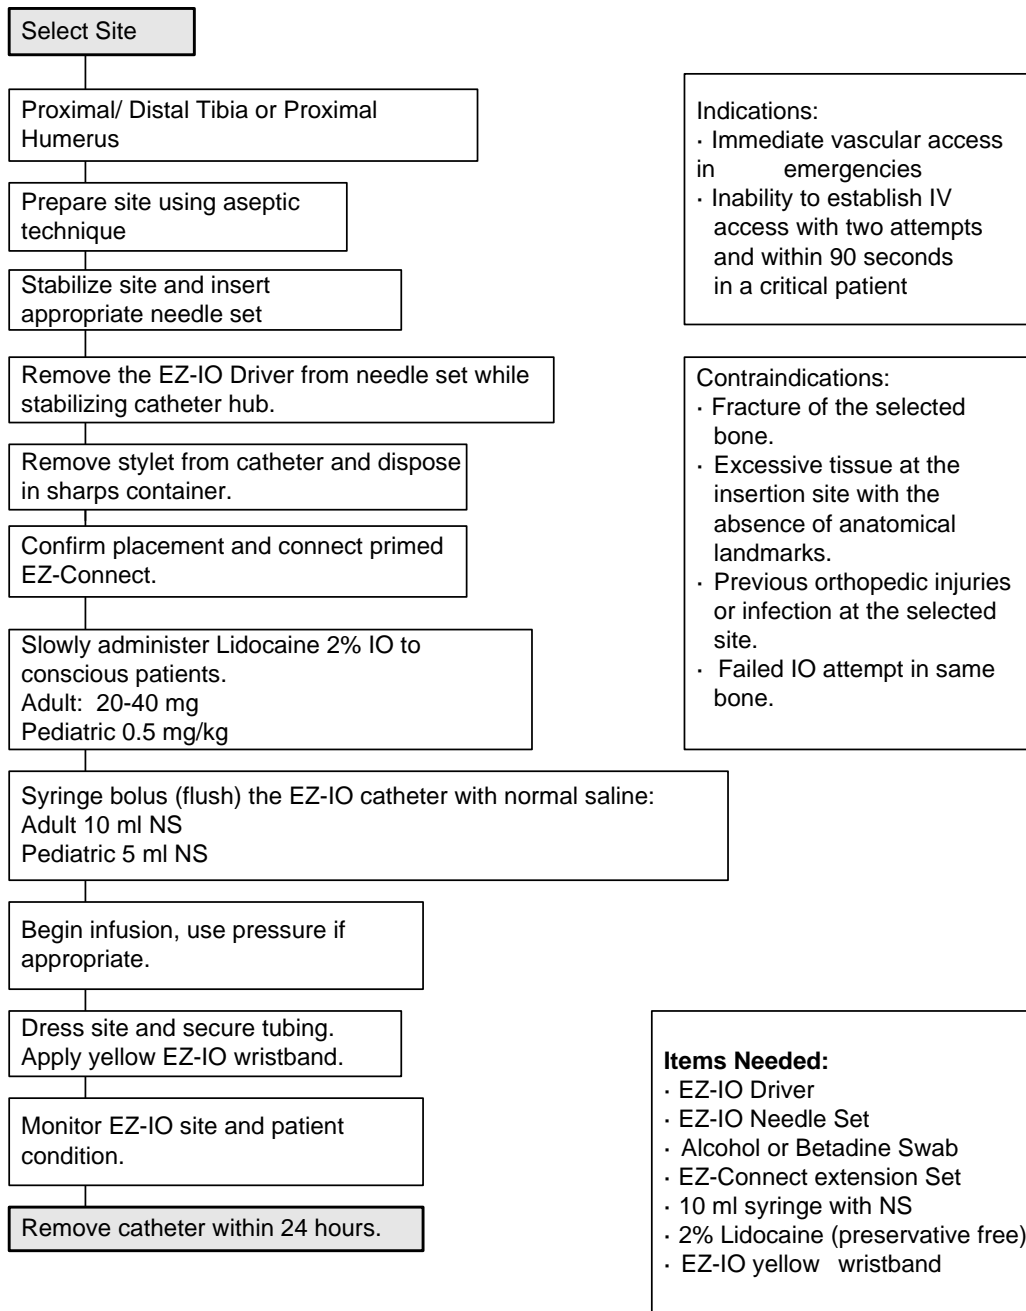 Select Site
Proximal/ Distal Tibia or Proximal
Humerus
Prepare site using aseptic
technique
Stabilize site and insert
appropriate needle set
Remove the EZ-IO Driver from needle set while
stabilizing catheter hub.
Remove stylet from catheter and dispose
in sharps container.
Confirm placement and connect primed
EZ-Connect.
Slowly administer Lidocaine 2% IO to
conscious patients.
Adult:  20-40 mg
Pediatric 0.5 mg/kg
Syringe bolus (flush) the EZ-IO catheter with normal saline:
Adult 10 ml NS
Pediatric 5 ml NS
Begin infusion, use pressure if
appropriate.
Dress site and secure tubing.
Apply yellow EZ-IO wristband.
Monitor EZ-IO site and patient
condition.
Remove catheter within 24 hours.
Indications:
· Immediate vascular access
in emergencies
· Inability to establish IV
access with two attempts
and within 90 seconds
in a critical patient
Contraindications:
· Fracture of the selected
bone.
· Excessive tissue at the
insertion site with the
absence of anatomical
landmarks.
· Previous orthopedic injuries
or infection at the selected
site.
· Failed IO attempt in same
bone.
Items Needed:
· EZ-IO Driver
· EZ-IO Needle Set
· Alcohol or Betadine Swab
· EZ-Connect extension Set
· 10 ml syringe with NS
· 2% Lidocaine (preservative free)
· EZ-IO yellow wristband